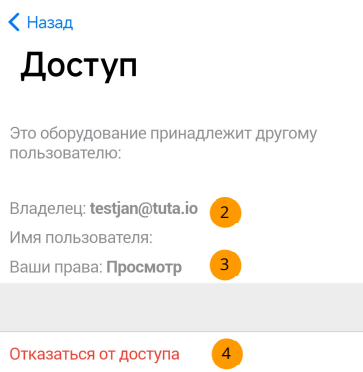 Назад
Доступ
Это оборудование принадлежит другому
пользователю:
Владелец: testjan@tuta.io 2
Имя пользователя:
Ваши права: Просмотр 3
Отказаться от доступа 4